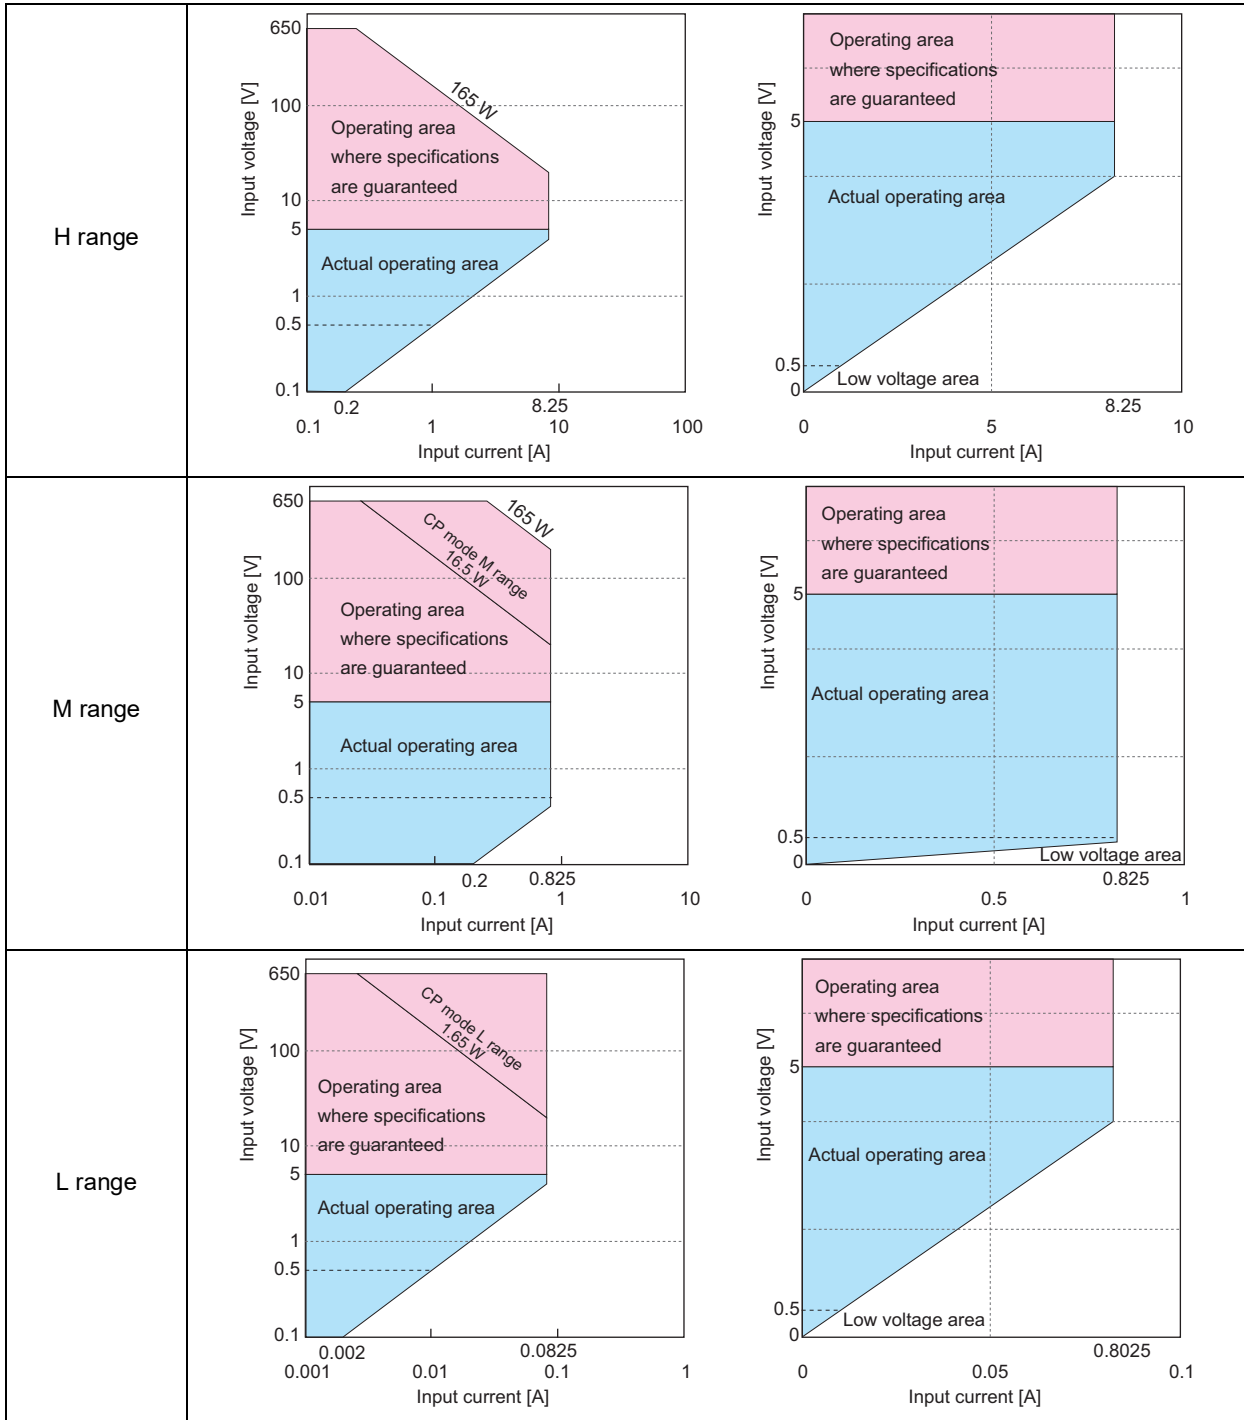 H range
650
100
10
5
1
0.5
0.1
Input voltage [V]
165 W
Operating area
where specifications
are guaranteed
Actual operating area
0.2
8.25
0.1
1
10
100
Input current [A]
Input voltage [V]
5
0.5
0
Operating area
where specifications
are guaranteed
Actual operating area
Low voltage area
8.25
0
5
10
Input current [A]
M range
650
100
10
5
1
0.5
0.1
Input voltage [V]
165 W
CP mode M range
16.5 W
Operating area
where specifications
are guaranteed
Actual operating area
0.2
0.825
0.01
0.1
1
10
Input current [A]
Input voltage [V]
5
0.5
0
Operating area
where specifications
are guaranteed
Actual operating area
Low voltage area
0.825
0
0.5
1
Input current [A]
L range
650
100
10
5
1
0.5
0.1
Input voltage [V]
CP mode L range
1.65 W
Operating area
where specifications
are guaranteed
Actual operating area
0.002
0.0825
0.001
0.01
0.1
1
Input current [A]
Input voltage [V]
5
0.5
0
Operating area
where specifications
are guaranteed
Actual operating area
Low voltage area
0.8025
0
0.05
0.1
Input current [A]